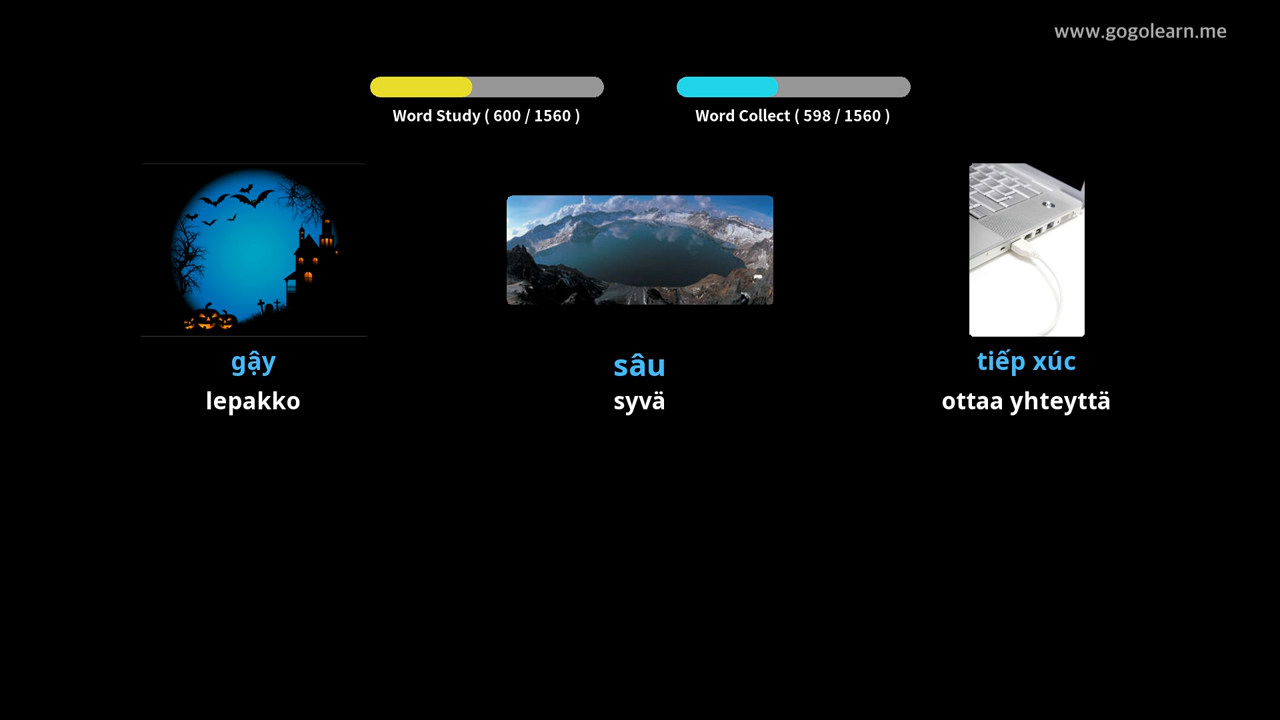 www.gogolearn.me
Word Study ( 600 / 1560 )
Word Collect ( 598 / 1560 )
gậy
sâu
tiếp xúc
lepakko
syvä
ottaa yhteyttä